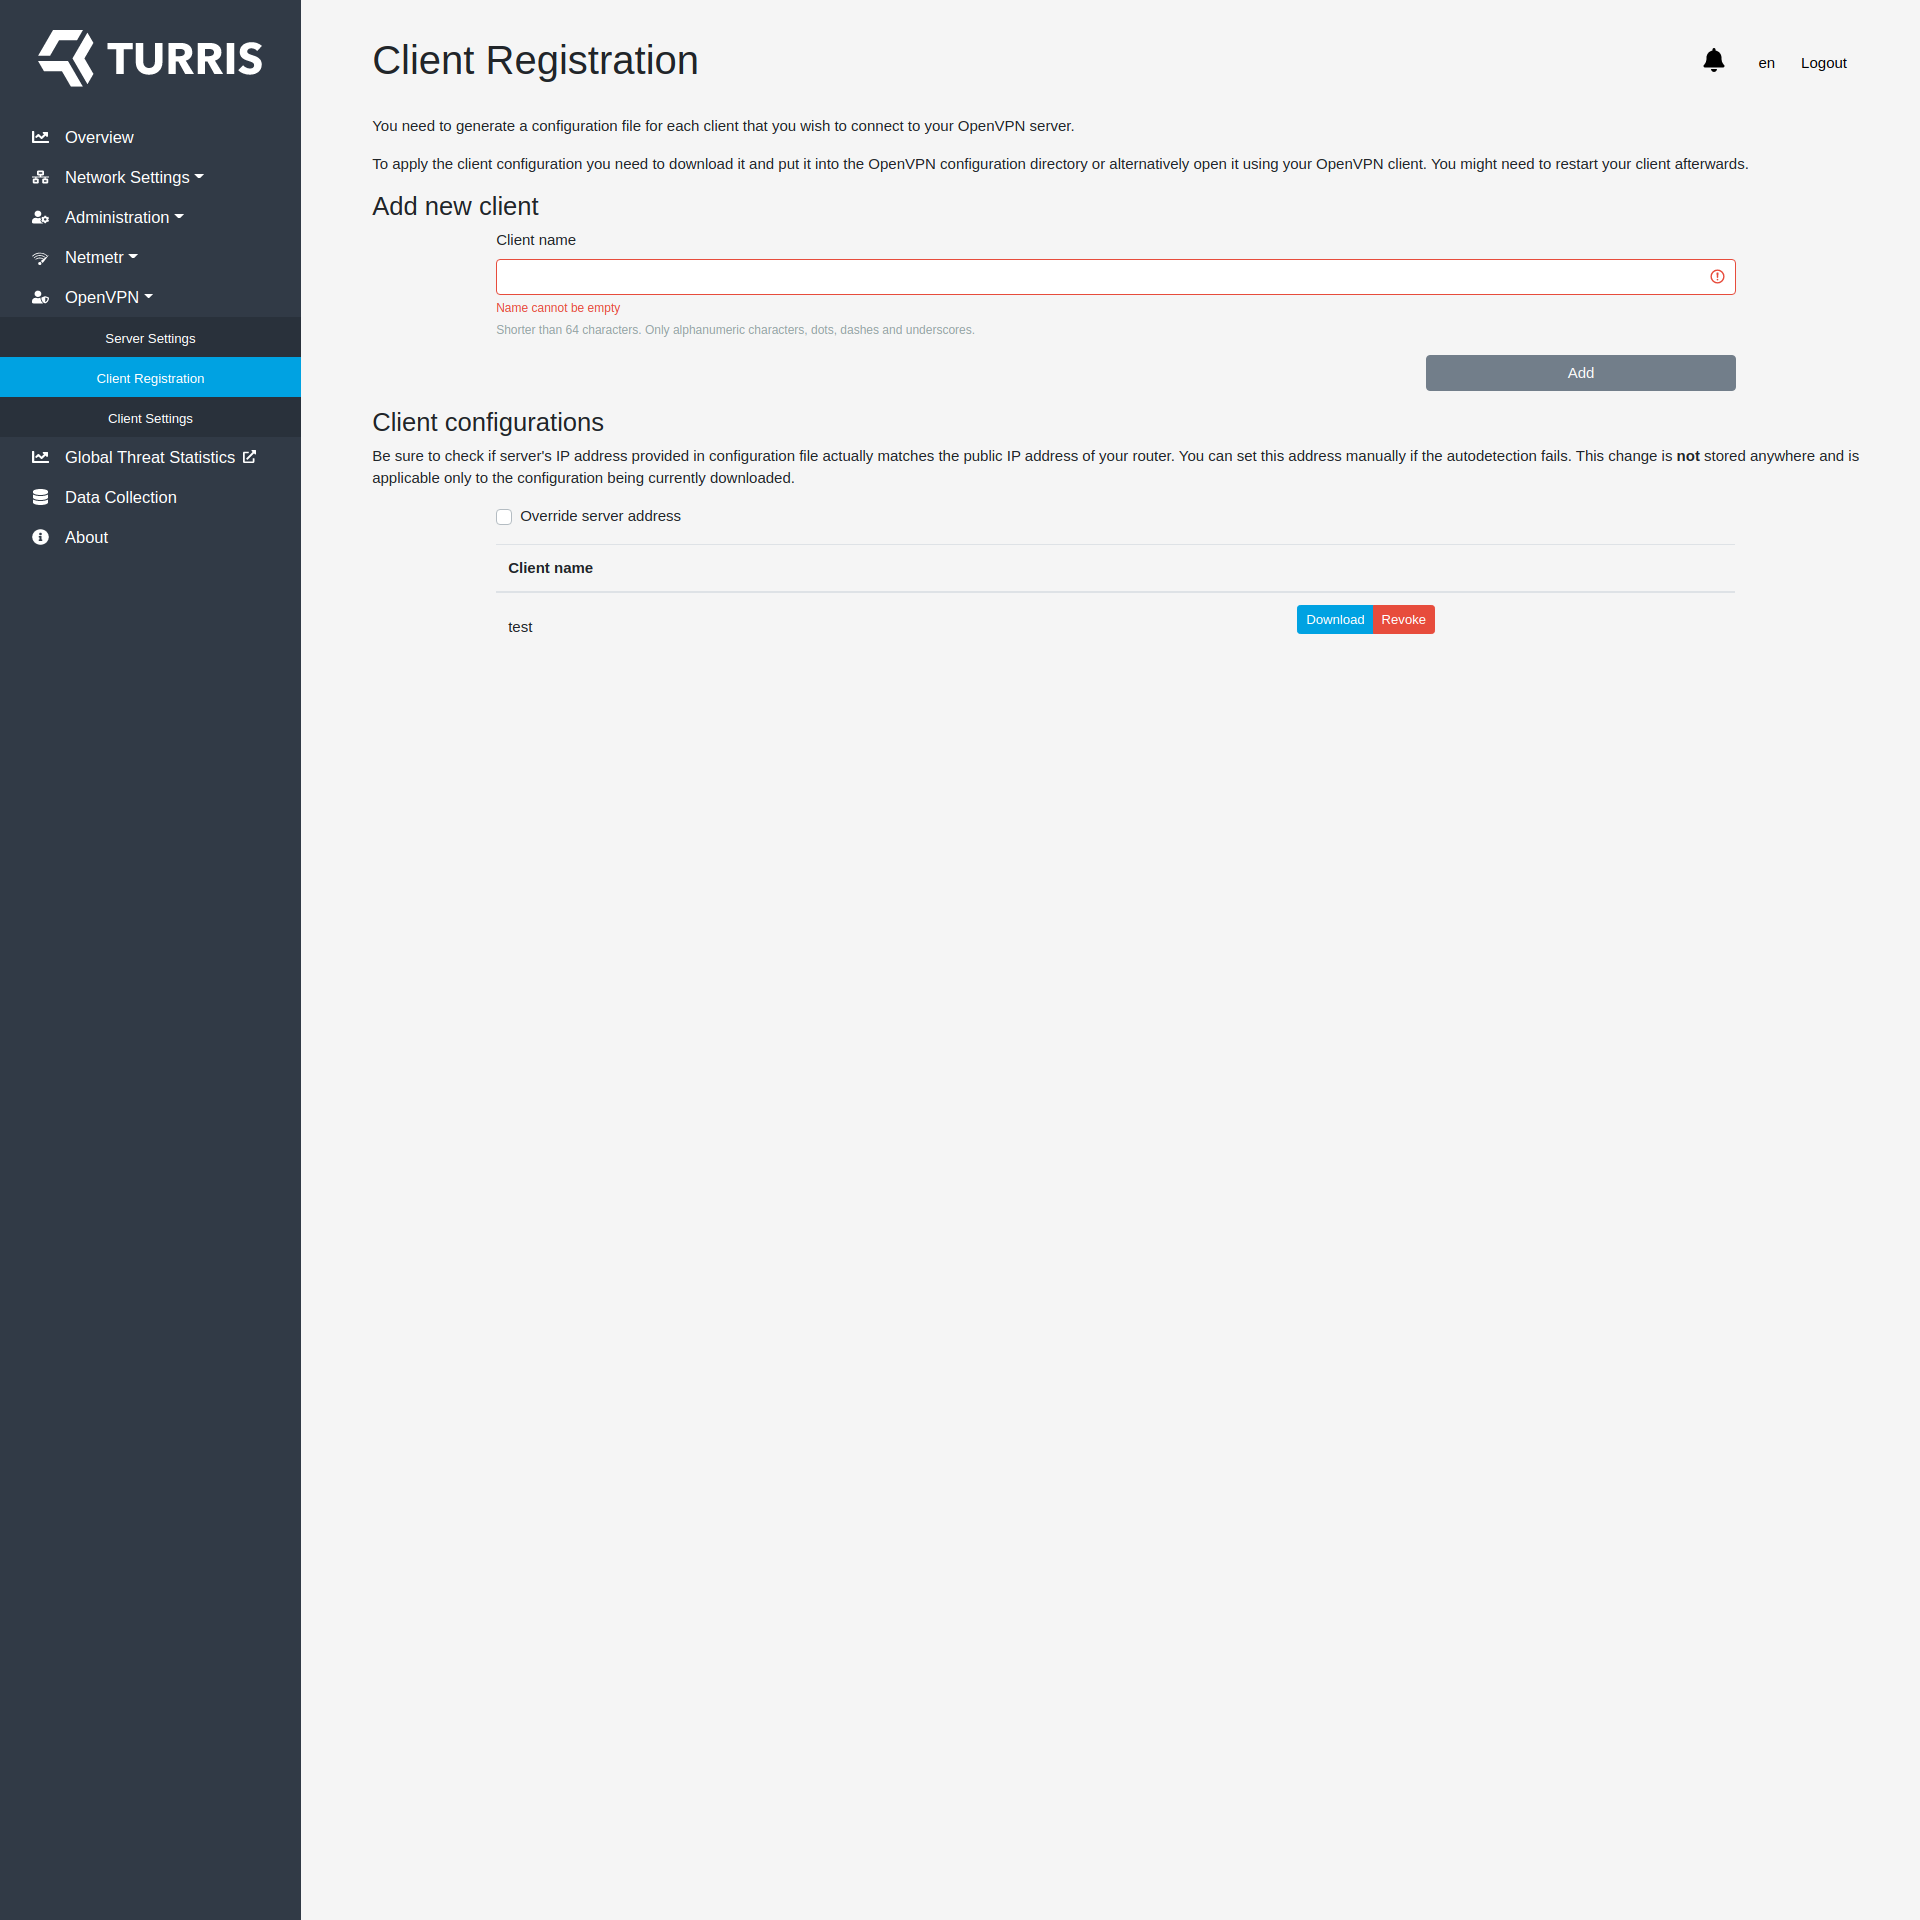 TURRIS
Overview
Network Settings
Administration
Netmetr
OpenVPN
Server Settings
Client Registration
Client Settings
Global Threat Statistics
Data Collection
About
Client Registration
en
Logout
You need to generate a configuration file for each client that you wish to connect to your OpenVPN server.
To apply the client configuration you need to download it and put it into the OpenVPN configuration directory or alternatively open it using your OpenVPN client. You might need to restart your client afterwards.
Add new client
Client name
Name cannot be empty
Shorter than 64 characters. Only alphanumeric characters, dots, dashes and underscores.
Add
Client configurations
Be sure to check if server's IP address provided in configuration file actually matches the public IP address of your router. You can set this address manually if the autodetection fails. This change is not stored anywhere and is
applicable only to the configuration being currently downloaded.
Override server address
Client name
test
Download
Revoke